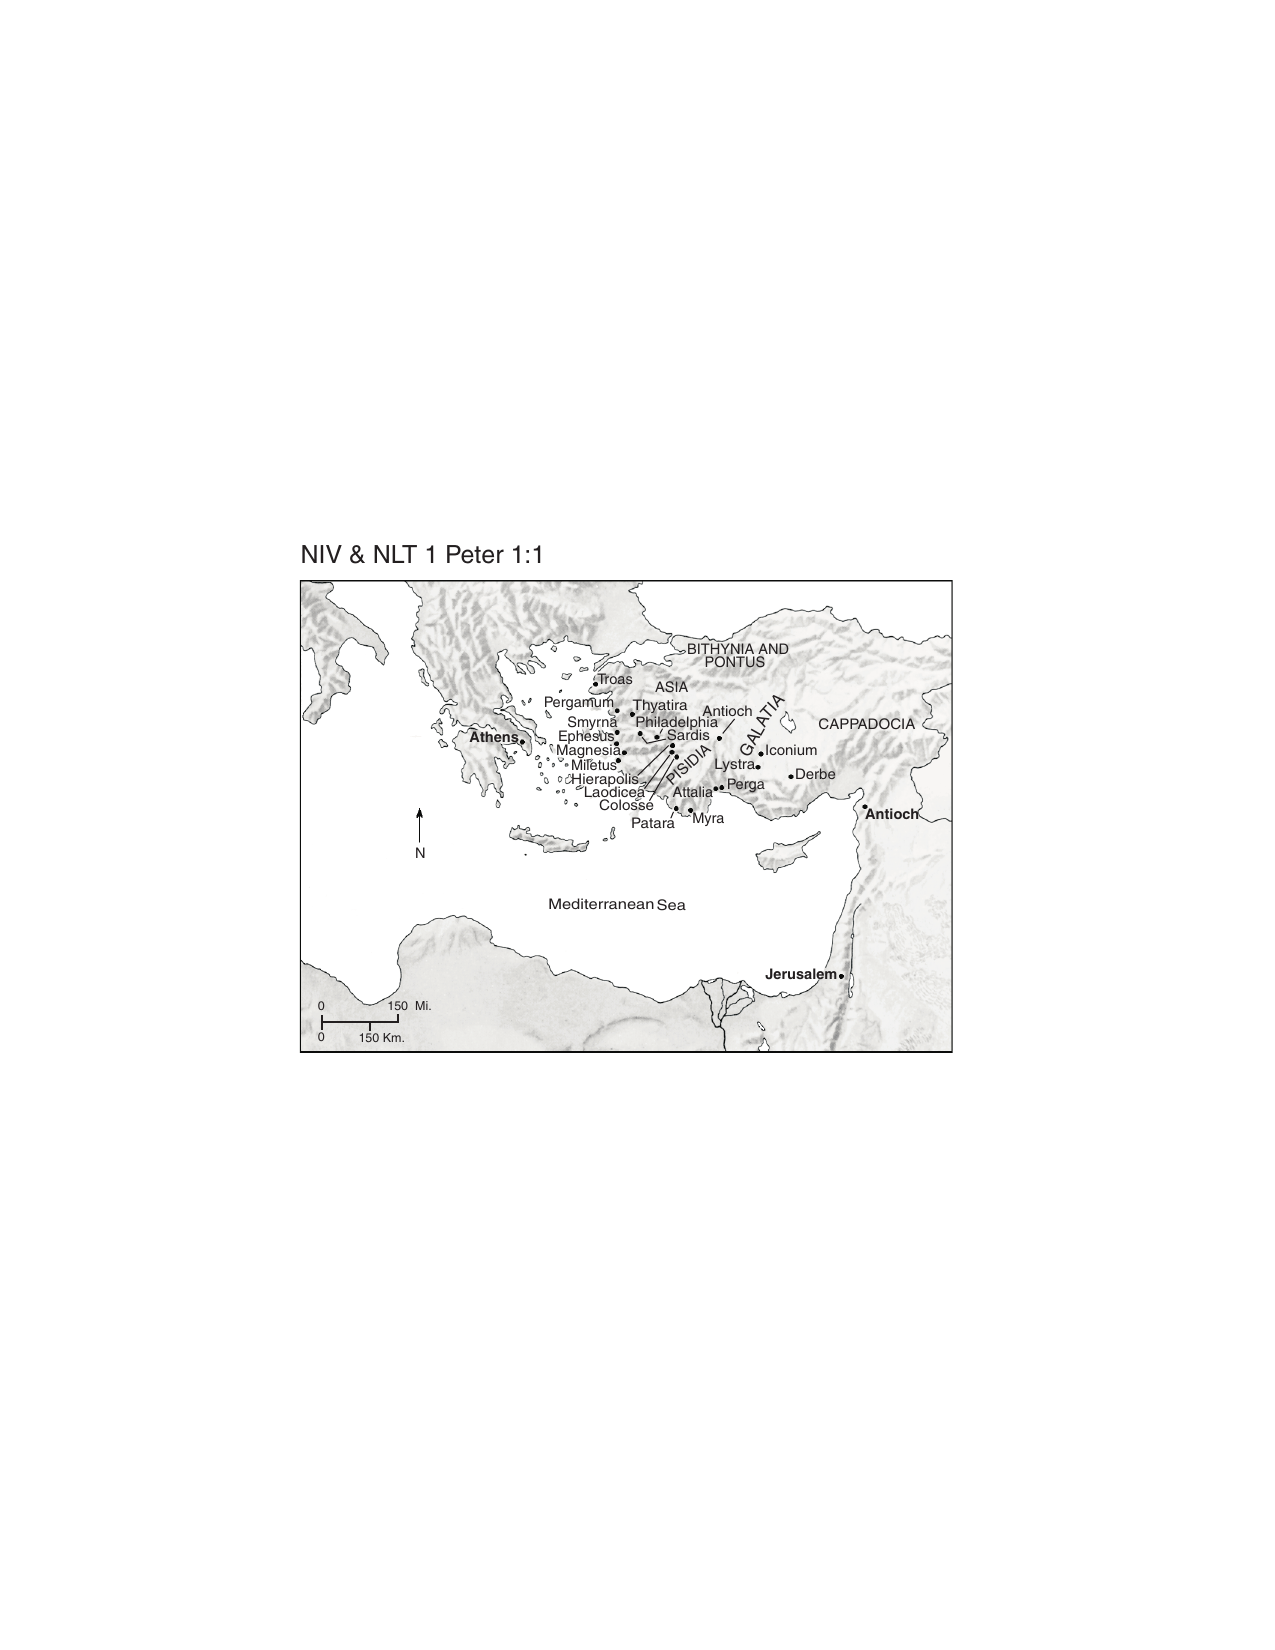 NIV & NLT 1 Peter 1:1
BITHYNIA AND
PONTUS
Troas
ASIA
Pergamum
Thyatira
Antioch
GALATIA
Smyrna
Philadelphia
CAPPADOCIA
Athens
Ephesus
Sardis
Magnesia
PISIDIA
Iconium
Miletus
Lystra
Hierapolis
Derbe
Laodicea
Attalia
Perga
Colosse
Patara
Myra
Antioch
N
Mediterranean Sea
Jerusalem
0 150 Mi.
0 150 Km.